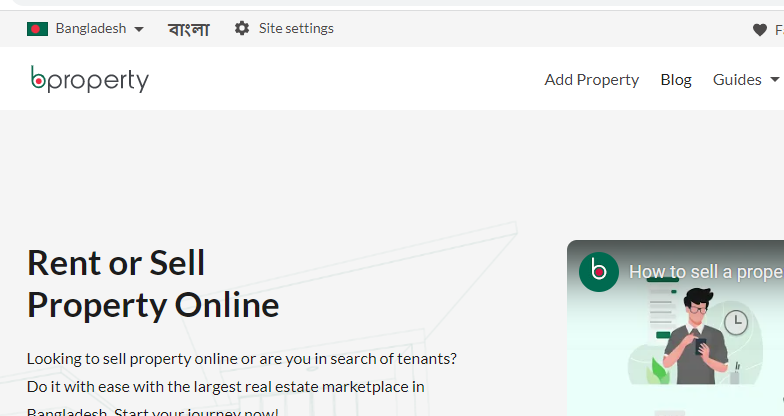 Bangladesh বাংলা Site settings
bproperty Add Property Blog Guides
Rent or Sell
Property Online
b How to sell a prope
Looking to sell property online or are you in search of tenants?
Do it with ease with the largest real estate marketplace in
Bangladesh. Start your journey now!